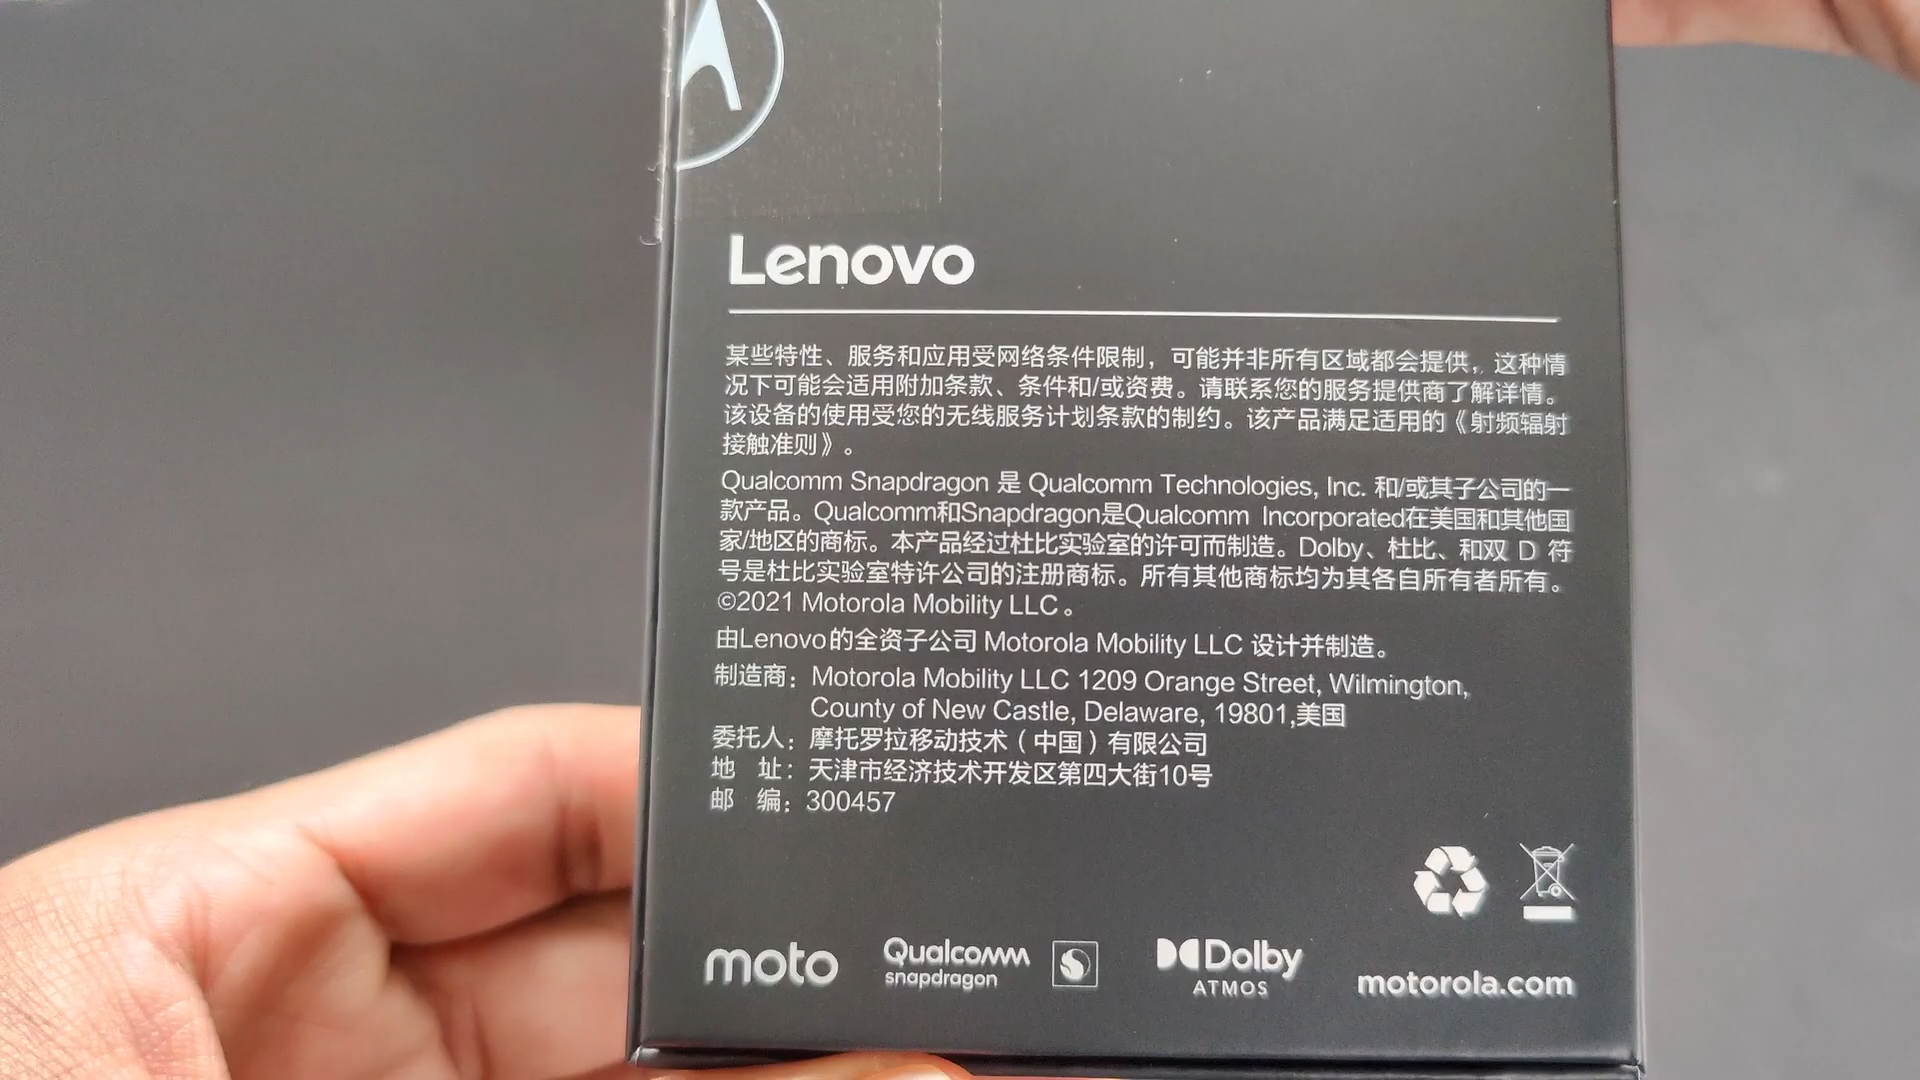 Lenovo
某些特性、服务和应用受网络条件限制，可能并非所有区域都会提供，这种情
况下可能会适用附加条款、条件和/或资费。请联系您的服务提供商了解详情。
该设备的使用受您的无线服务计划条款的制约。该产品满足适用的《射频辐射
接触准则》。
Qualcomm Snapdragon 是 Qualcomm Technologies, Inc. 和/或其子公司的一
款产品。Qualcomm和Snapdragon是Qualcomm Incorporated在美国和其他国
家/地区的商标。本产品经过杜比实验室的许可而制造。Dolby、杜比、和双 D 符
号是杜比实验室特许公司的注册商标。所有其他商标均为其各自所有者所有。
©2021 Motorola Mobility LLC。
由Lenovo的全资子公司 Motorola Mobility LLC 设计并制造。
制造商：Motorola Mobility LLC 1209 Orange Street, Wilmington,
County of New Castle, Delaware, 19801,美国
委托人：摩托罗拉移动技术（中国）有限公司
地 址：天津市经济技术开发区第四大街10号
邮 编：300457
moto Qualcomm snapdragon Dolby ATMOS motorola.com